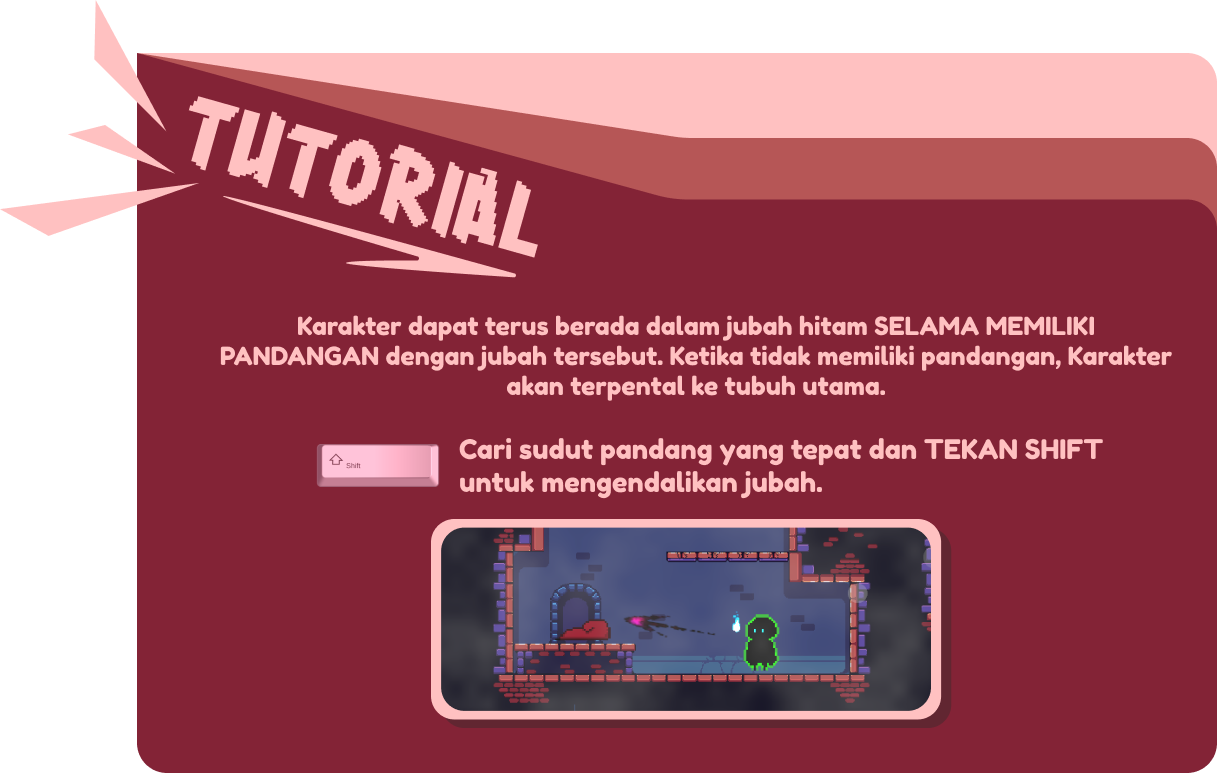 TUTORIAL
Karakter dapat terus berada dalam jubah hitam SELAMA MEMILIKI
PANDANGAN dengan jubah tersebut. Ketika tidak memiliki pandangan, Karakter
akan terpental ke tubuh utama.
Shift
Cari sudut pandang yang tepat dan TEKAN SHIFT
untuk mengendalikan jubah.